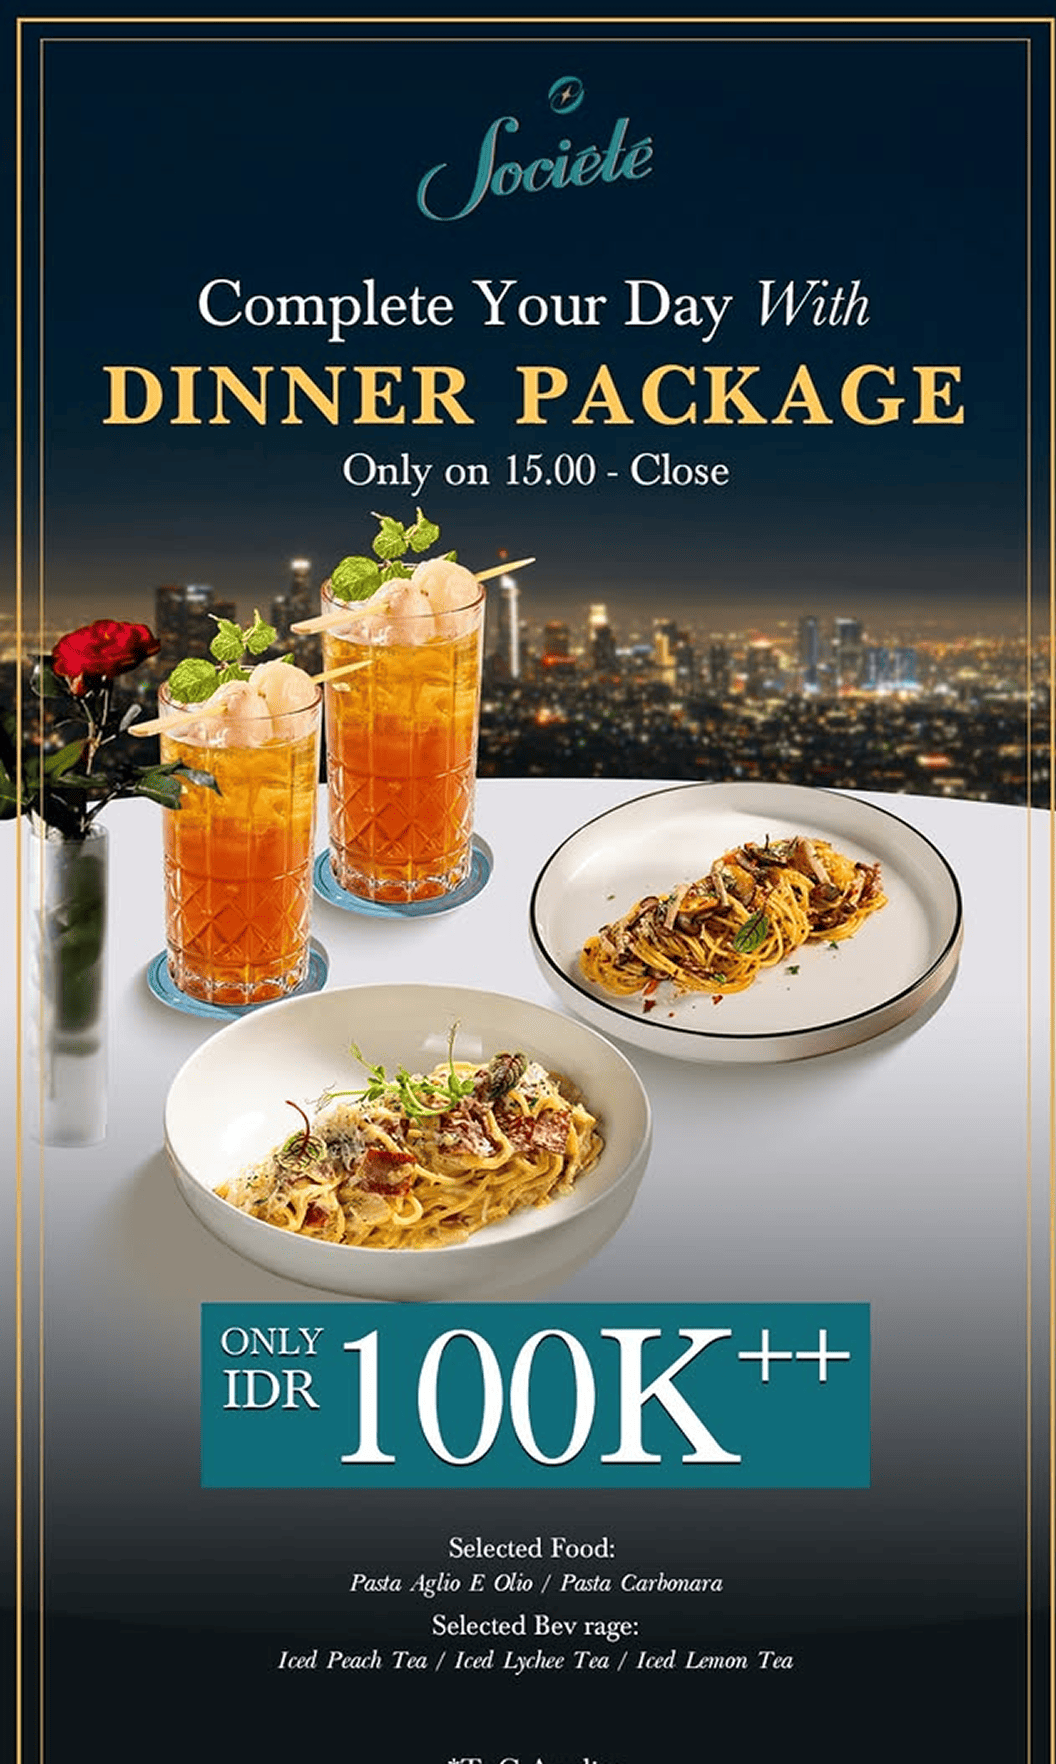 Société
Complete Your Day With
DINNER PACKAGE
Only on 15.00 - Close
ONLY
IDR
100K++
Selected Food:
Pasta Aglio E Olio / Pasta Carbonara
Selected Bev rage:
Iced Peach Tea / Iced Lychee Tea / Iced Lemon Tea